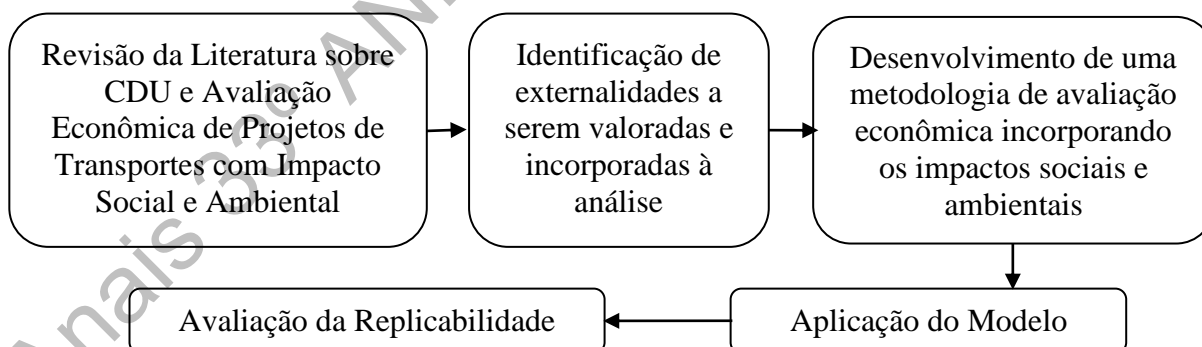 Revisão da Literatura sobre
CDU e Avaliação
Econômica de Projetos de
Transportes com Impacto
Social e Ambiental
Identificação de
externalidades a
serem valoradas e
incorporadas à
análise
Desenvolvimento de uma
metodologia de avaliação
econômica incorporando
os impactos sociais e
ambientais
Aplicação do Modelo
Avaliação da Replicabilidade
Anais 33º